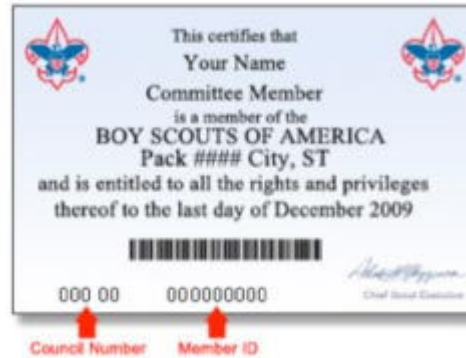 This certifies that
Your Name
Committee Member
is a member of the
BOY SCOUTS OF AMERICA
Pack #### City, ST
and is entitled to all the rights and privileges
thereof to the last day of December 2009
Chief Scout Executive
000 00 000000000
Council Number Member ID